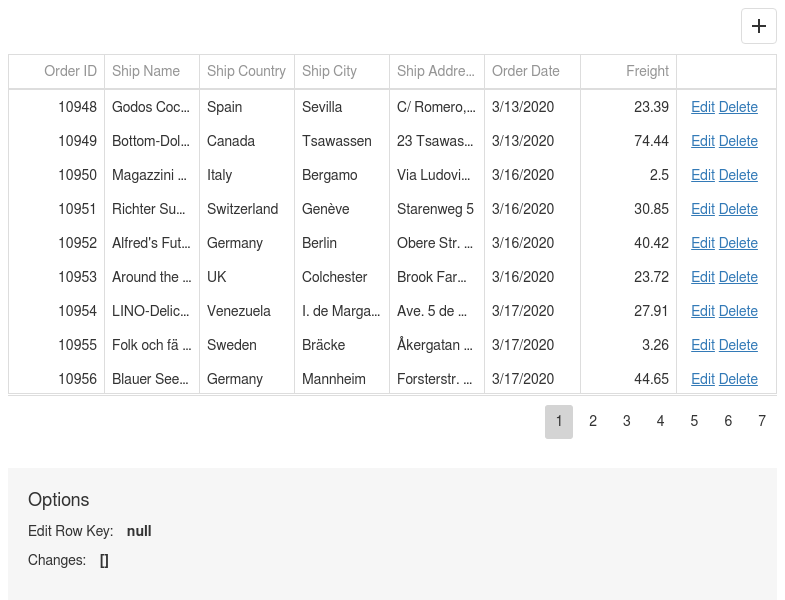 +
Order ID Ship Name Ship Country Ship City Ship Addre... Order Date Freight
10948 Godos Coc... Spain Sevilla C/ Romero,... 3/13/2020 23.39 Edit Delete
10949 Bottom-Dol... Canada Tsawassen 23 Tsawas... 3/13/2020 74.44 Edit Delete
10950 Magazzini ... Italy Bergamo Via Ludovi... 3/16/2020 2.5 Edit Delete
10951 Richter Su... Switzerland Genève Starenweg 5 3/16/2020 30.85 Edit Delete
10952 Alfred's Fut... Germany Berlin Obere Str. ... 3/16/2020 40.42 Edit Delete
10953 Around the ... UK Colchester Brook Far... 3/16/2020 23.72 Edit Delete
10954 LINO-Delic... Venezuela I. de Marga... Ave. 5 de ... 3/17/2020 27.91 Edit Delete
10955 Folk och fä ... Sweden Bräcke Åkergatan ... 3/17/2020 3.26 Edit Delete
10956 Blauer See... Germany Mannheim Forsterstr. ... 3/17/2020 44.65 Edit Delete
1 2 3 4 5 6 7
Options
Edit Row Key: null
Changes: []